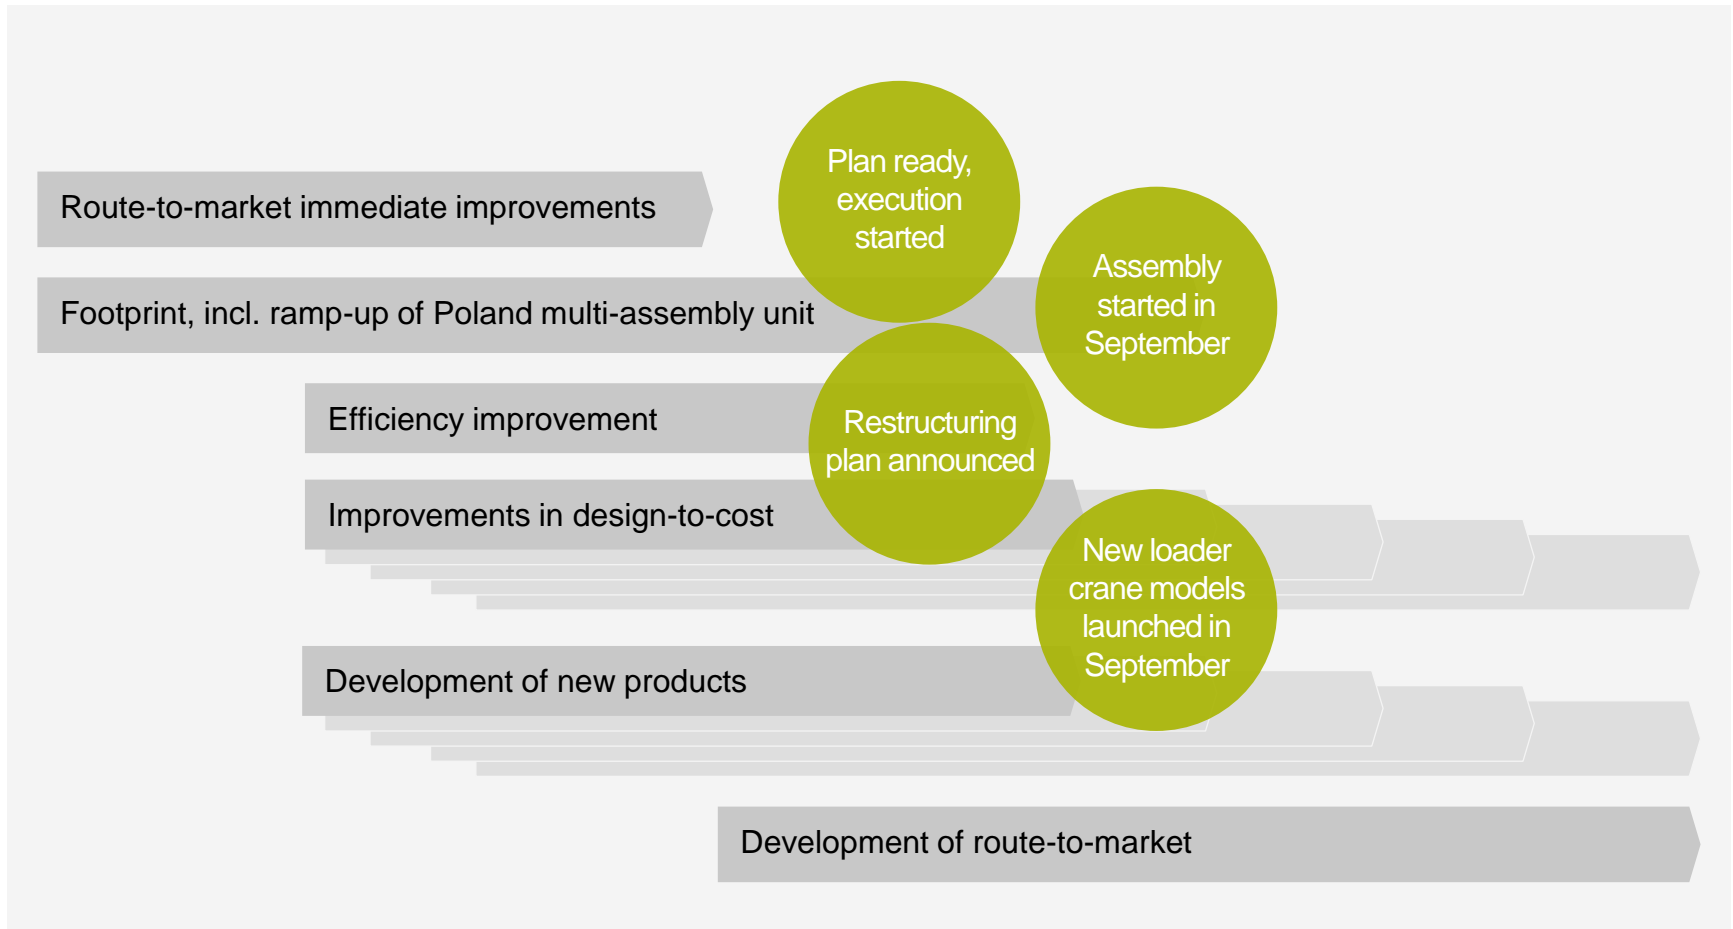 Plan ready,
execution
started
Route-to-market immediate improvements
Assembly
started in
September
Footprint, incl. ramp-up of Poland multi-assembly unit
Efficiency improvement
Restructuring
plan announced
Improvements in design-to-cost
New loader
crane models
launched in
September
Development of new products
Development of route-to-market